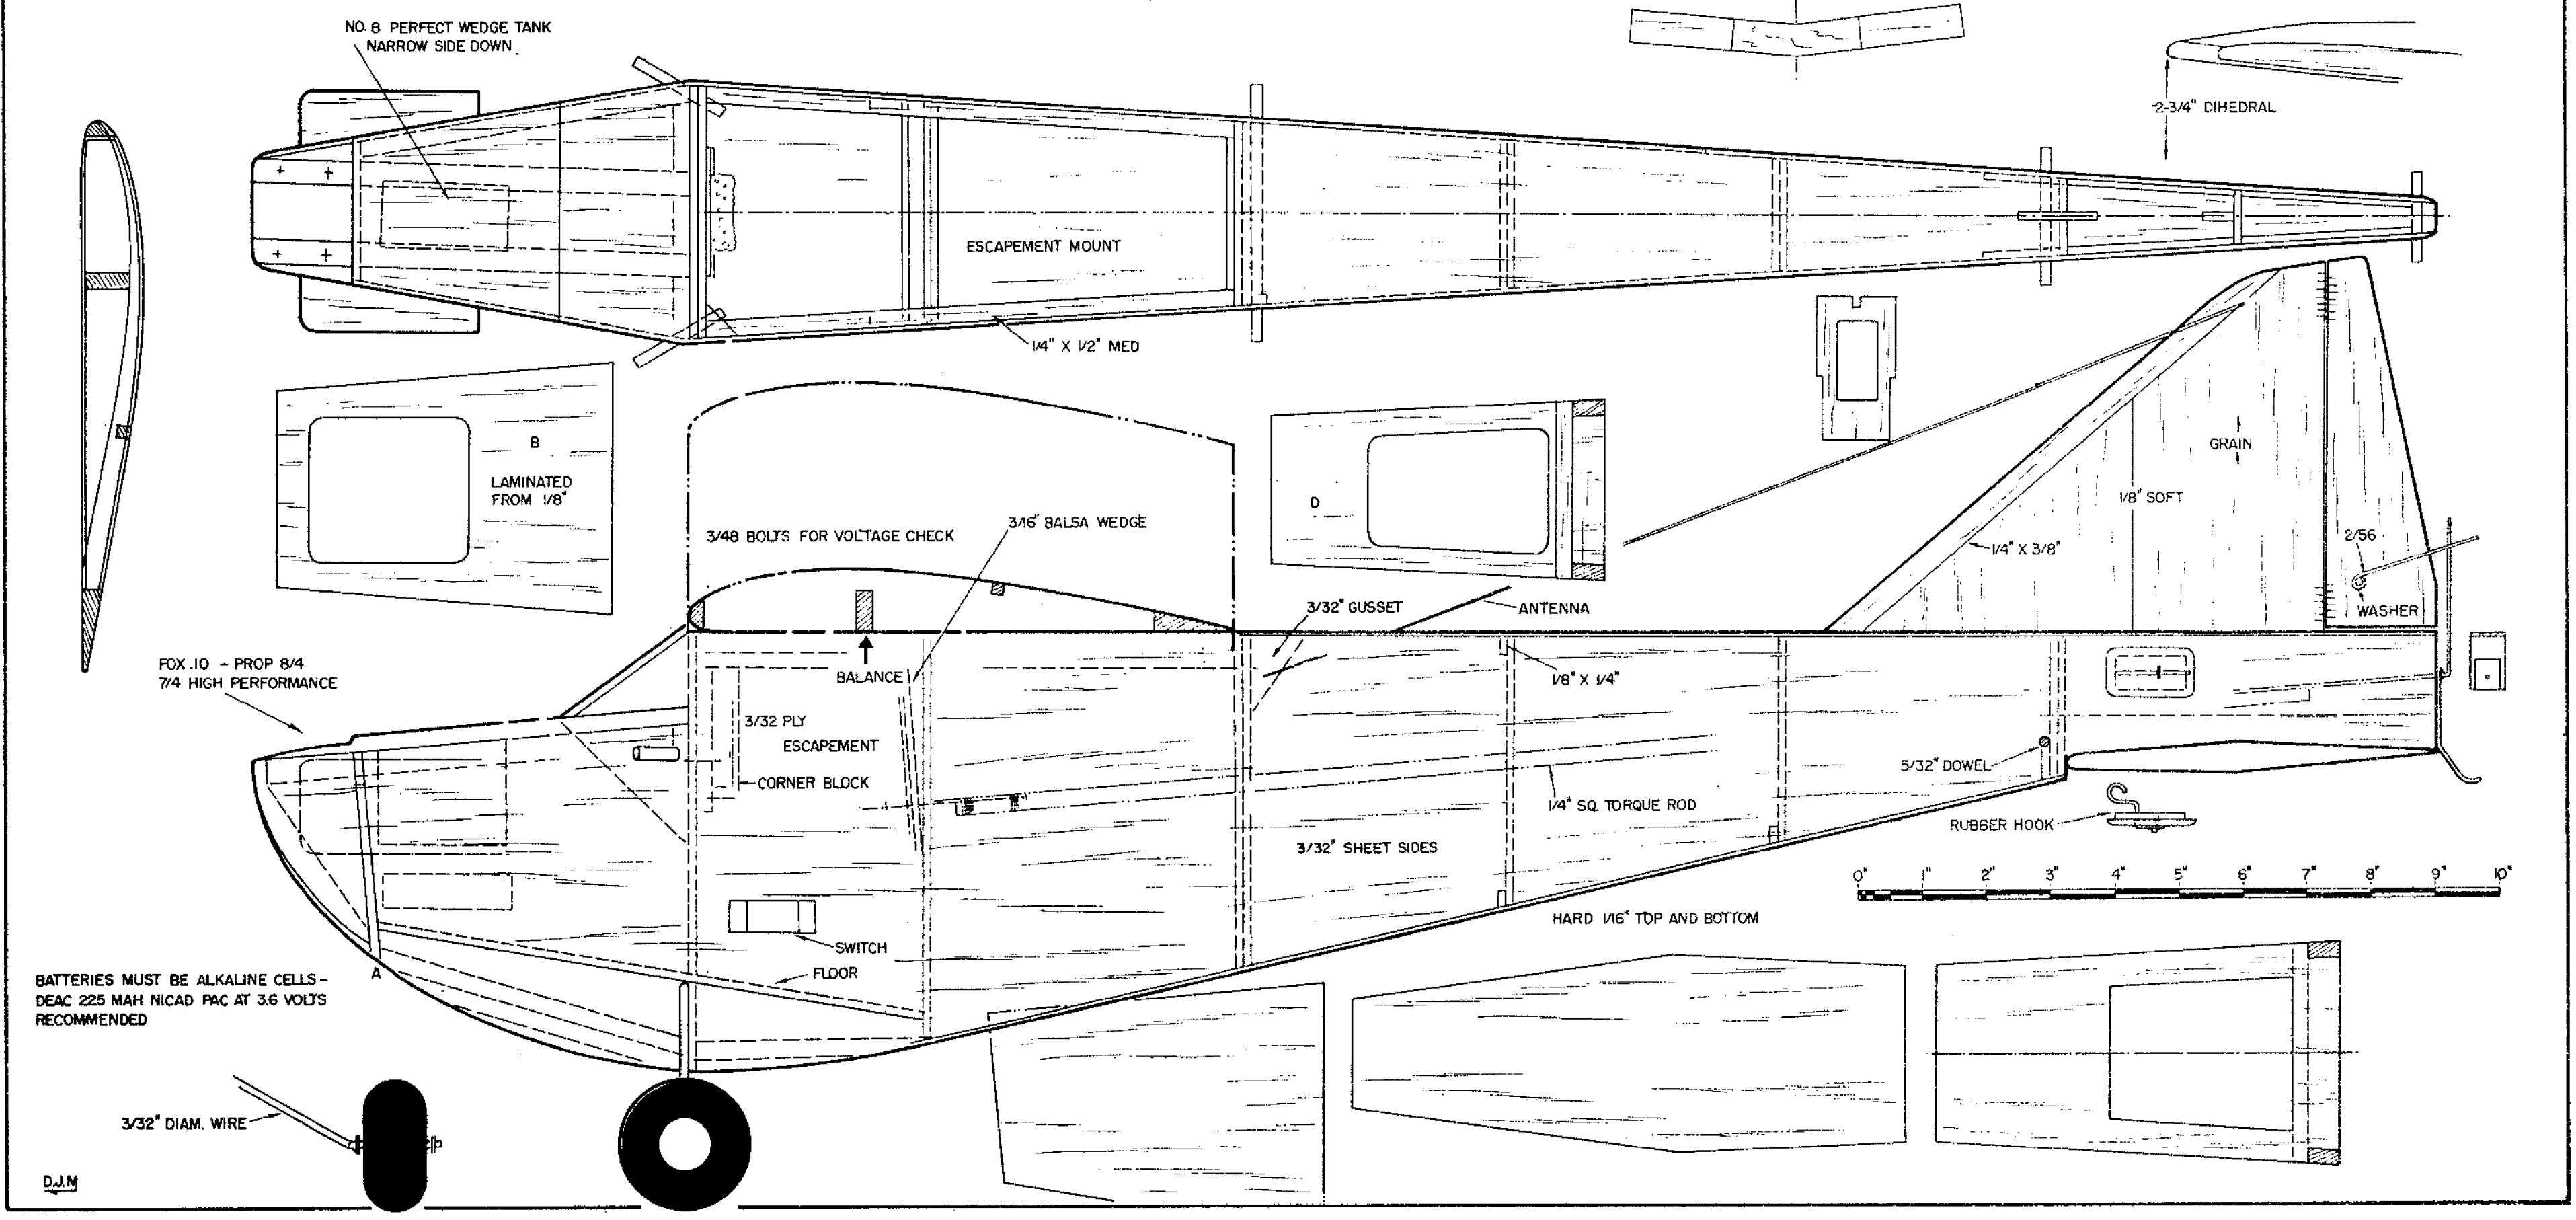 NO. 8 PERFECT WEDGE TANK
NARROW SIDE DOWN
2-3/4" DIHEDRAL
ESCAPEMENT MOUNT
1/4" X 1/2" MED
B
LAMINATED
FROM 1/8"
D
GRAIN
1/8" SOFT
3/48 BOLTS FOR VOLTAGE CHECK
3/16" BALSA WEDGE
1/4" X 3/8"
2/56
WASHER
3/32" GUSSET
ANTENNA
FOX .10 - PROP 8/4
7/4 HIGH PERFORMANCE
BALANCE
1/8" X 1/4"
3/32 PLY
ESCAPEMENT
CORNER BLOCK
5/32" DOWEL
1/4" SQ. TORQUE ROD
RUBBER HOOK
3/32" SHEET SIDES
0" 1" 2" 3" 4" 5" 6" 7" 8" 9" 10"
HARD 1/16" TOP AND BOTTOM
SWITCH
FLOOR
A
BATTERIES MUST BE ALKALINE CELLS -
DEAC 225 MAH NICAD PAC AT 3.6 VOLTS
RECOMMENDED
3/32" DIAM. WIRE
D.J.M